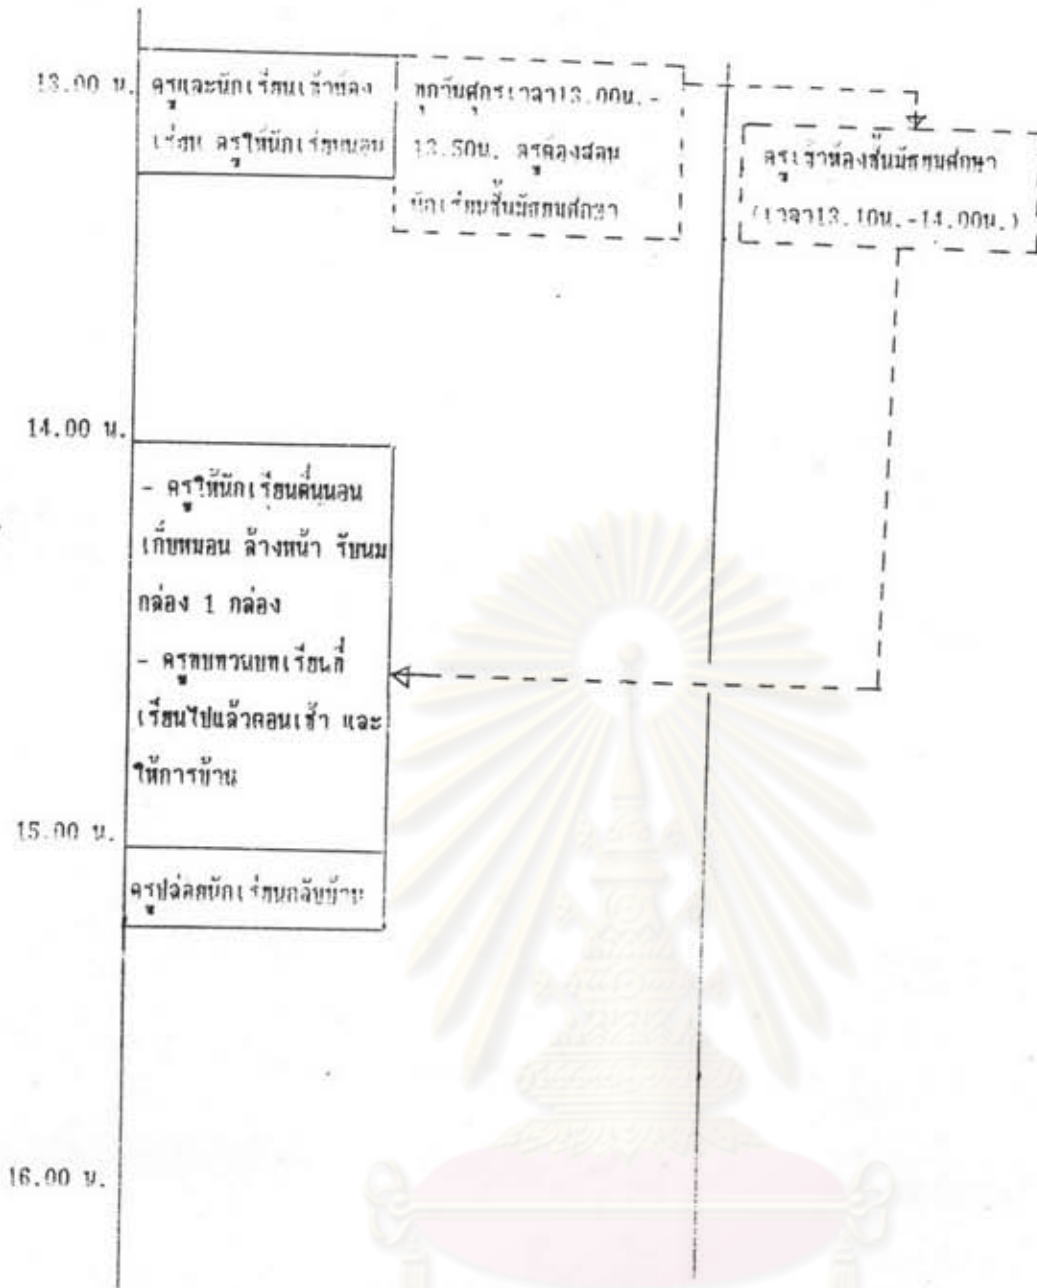 13.00 น.
ครูและนักเรียนเข้าห้อง
เรียน ครูให้นักเรียนนอน
ทุกวันศุกร์เวลา13.00น.-
13.50น. ครูต้องสอน
นักเรียนชั้นมัธยมศึกษา
ครูเข้าห้องชั้นมัธยมศึกษา
(เวลา13.10น.-14.00น.)
14.00 น.
- ครูให้นักเรียนตื่นนอน
เก็บหมอน ล้างหน้า รับนม
กล่อง 1 กล่อง
- ครูทบทวนบทเรียนที่
เรียนไปแล้วตอนเช้า และ
ให้การบ้าน
15.00 น.
ครูปล่อยนักเรียนกลับบ้าน
16.00 น.